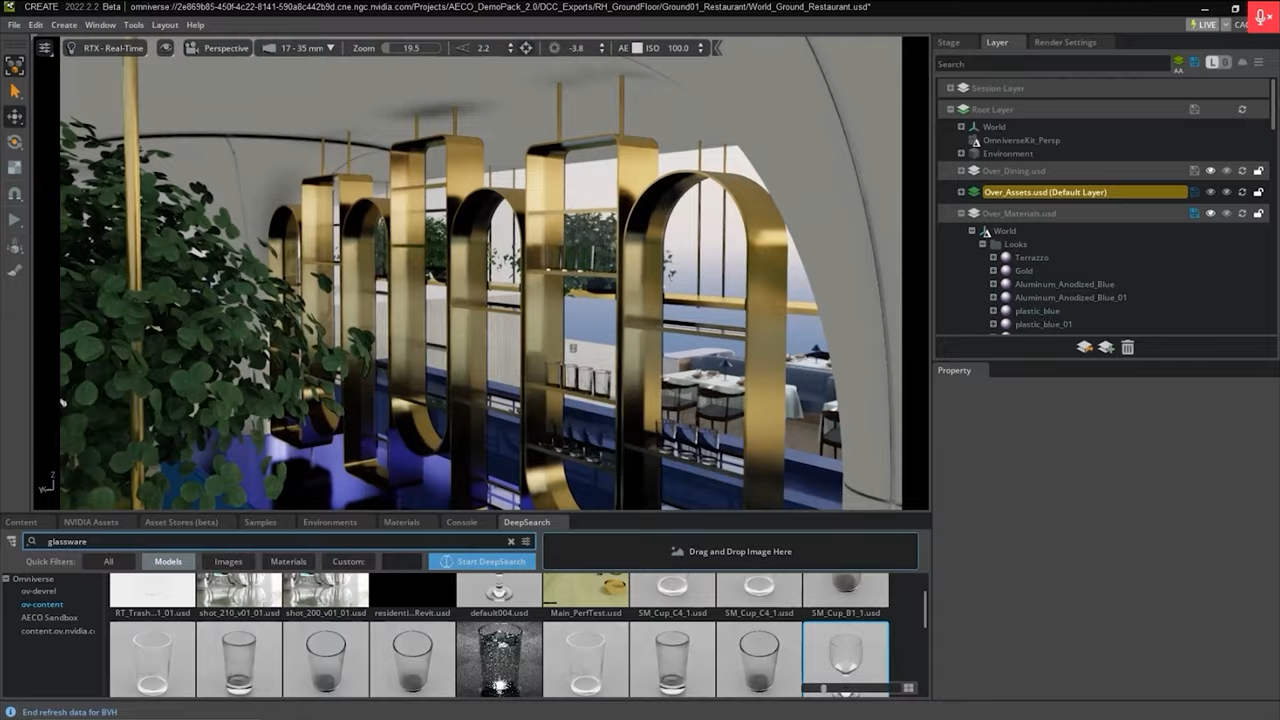 CREATE 2022.2.2 Beta | omniverse://2e869b85-450f-4c22-8141-590a8c442b9d.cne.ngc.nvidia.com/Projects/AECO_DemoPack_2.0/DCC_Exports/RH_GroundFloor/Ground01_Restaurant/World_Ground_Restaurant.usd*
File Edit Create Window Tools Layout Help
LIVE
RTX - Real-Time Perspective 17 - 35 mm Zoom 19.5 2.2 -3.8 AE ISO 100.0
Stage Layer Render Settings
Search
AA L G
Session Layer
Root Layer
World
OmniverseKit_Persp
Environment
Over_Dining.usd
Over_Assets.usd (Default Layer)
Over_Materials.usd
World
Looks
Terrazzo
Gold
Aluminum_Anodized_Blue
Aluminum_Anodized_Blue_01
plastic_blue
plastic_blue_01
Property
Content NVIDIA Assets Asset Stores (beta) Samples Environments Materials Console DeepSearch
glassware
Quick Filters: All Models Images Materials Custom: Start DeepSearch
Drag and Drop Image Here
Omniverse
ov-devrel
ov-content
AECO Sandbox
content.ov.nvidia.cc
RT_Trash...1_01.usd shot_210_v01_01.usd shot_200_v01_01.usd residenti...Revit.usd default004.usd Main_PerfTest.usd SM_Cup_C4_1.usd SM_Cup_C4_1.usd SM_Cup_B1_1.usd
End refresh data for BVH